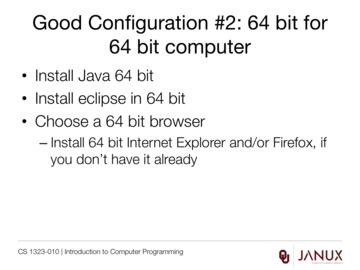 Good Configuration #2: 64 bit for
64 bit computer
• Install Java 64 bit
• Install eclipse in 64 bit
• Choose a 64 bit browser
– Install 64 bit Internet Explorer and/or Firefox, if
you don't have it already
CS 1323-010 | Introduction to Computer Programming
JANUX